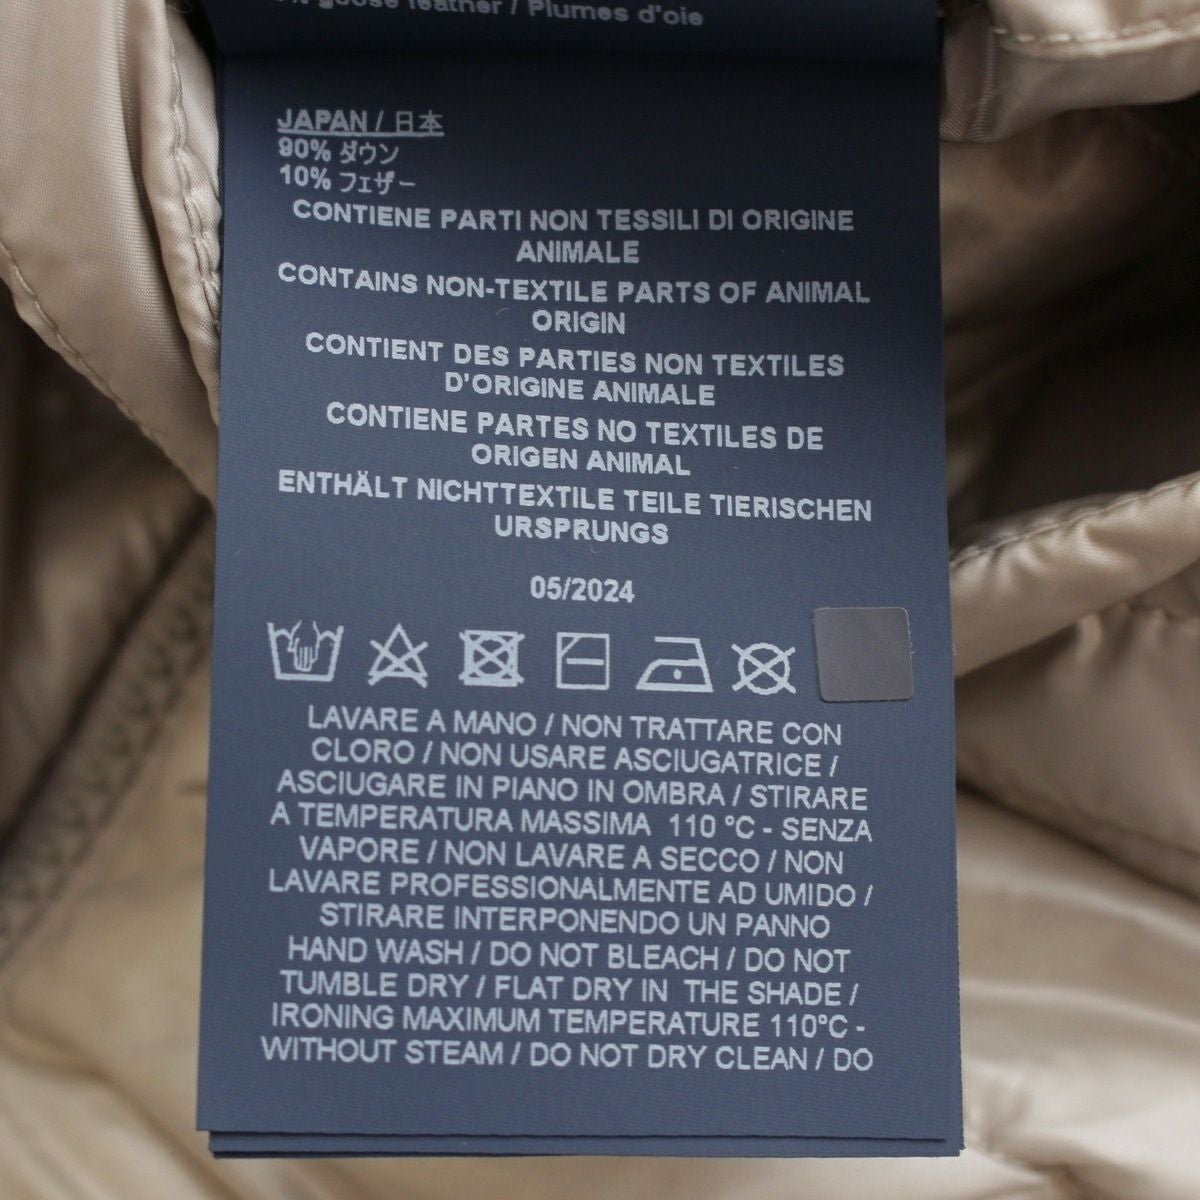 goose feather / Plumes d'oie
JAPAN / 日本
90% ダウン
10% フェザー
CONTIENE PARTI NON TESSILI DI ORIGINE
ANIMALE
CONTAINS NON-TEXTILE PARTS OF ANIMAL
ORIGIN
CONTIENT DES PARTIES NON TEXTILES
D'ORIGINE ANIMALE
CONTIENE PARTES NO TEXTILES DE
ORIGEN ANIMAL
ENTHÄLT NICHTTEXTILE TEILE TIERISCHEN
URSPRUNGS
05/2024
LAVARE A MANO / NON TRATTARE CON
CLORO / NON USARE ASCIUGATRICE /
ASCIUGARE IN PIANO IN OMBRA / STIRARE
A TEMPERATURA MASSIMA 110 °C - SENZA
VAPORE / NON LAVARE A SECCO / NON
LAVARE PROFESSIONALMENTE AD UMIDO /
STIRARE INTERPONENDO UN PANNO
HAND WASH / DO NOT BLEACH / DO NOT
TUMBLE DRY / FLAT DRY IN THE SHADE /
IRONING MAXIMUM TEMPERATURE 110°C -
WITHOUT STEAM / DO NOT DRY CLEAN / DO